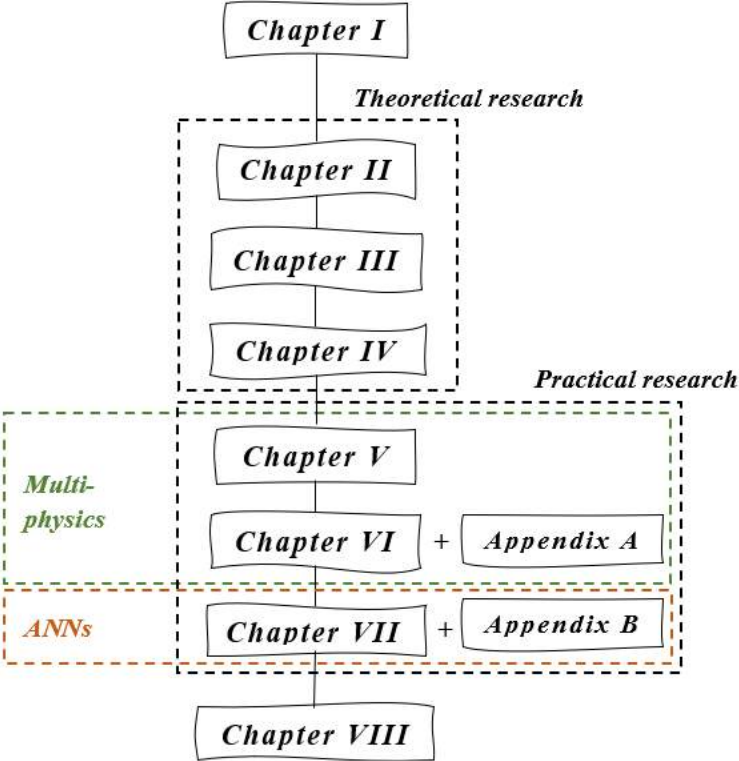 Chapter I
Theoretical research
Chapter II
Chapter III
Chapter IV
Practical research
Chapter V
Multi-
physics
Chapter VI + Appendix A
ANNs
Chapter VII + Appendix B
Chapter VIII